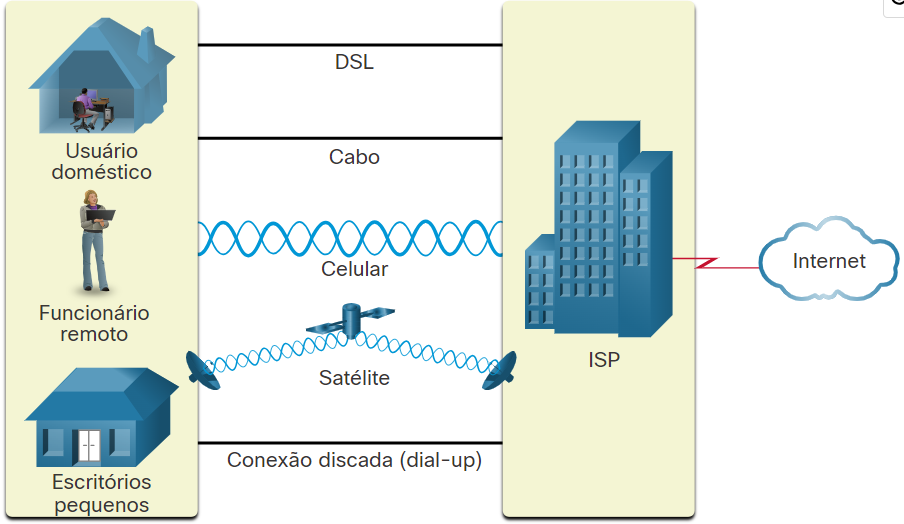 Usuário
doméstico
Funcionário
remoto
Escritórios
pequenos
DSL
Cabo
Celular
Satélite
Conexão discada (dial-up)
ISP
Internet